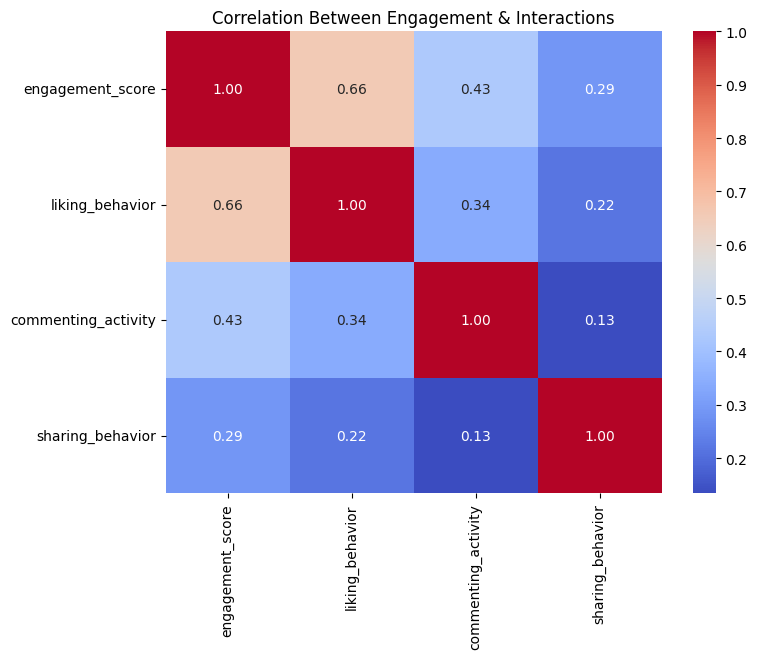 Correlation Between Engagement & Interactions
engagement_score
1.00 0.66 0.43 0.29
liking_behavior
0.66 1.00 0.34 0.22
commenting_activity
0.43 0.34 1.00 0.13
sharing_behavior
0.29 0.22 0.13 1.00
engagement_score
liking_behavior
commenting_activity
sharing_behavior
1.0
0.9
0.8
0.7
0.6
0.5
0.4
0.3
0.2